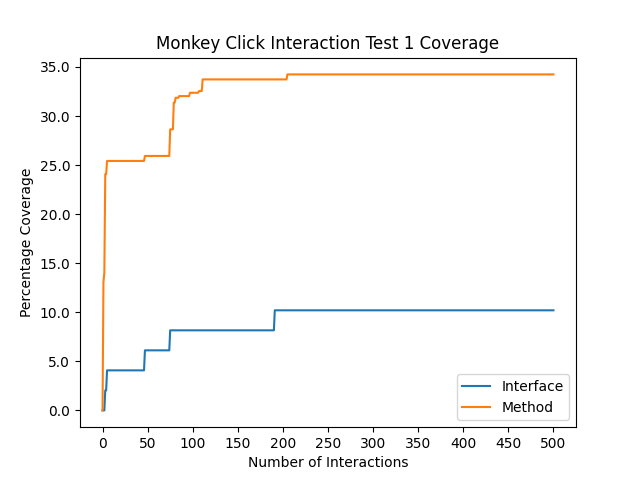 Monkey Click Interaction Test 1 Coverage
35.0
30.0
25.0
20.0
15.0
10.0
5.0
0.0
Percentage Coverage
Interface
Method
0 50 100 150 200 250 300 350 400 450 500
Number of Interactions